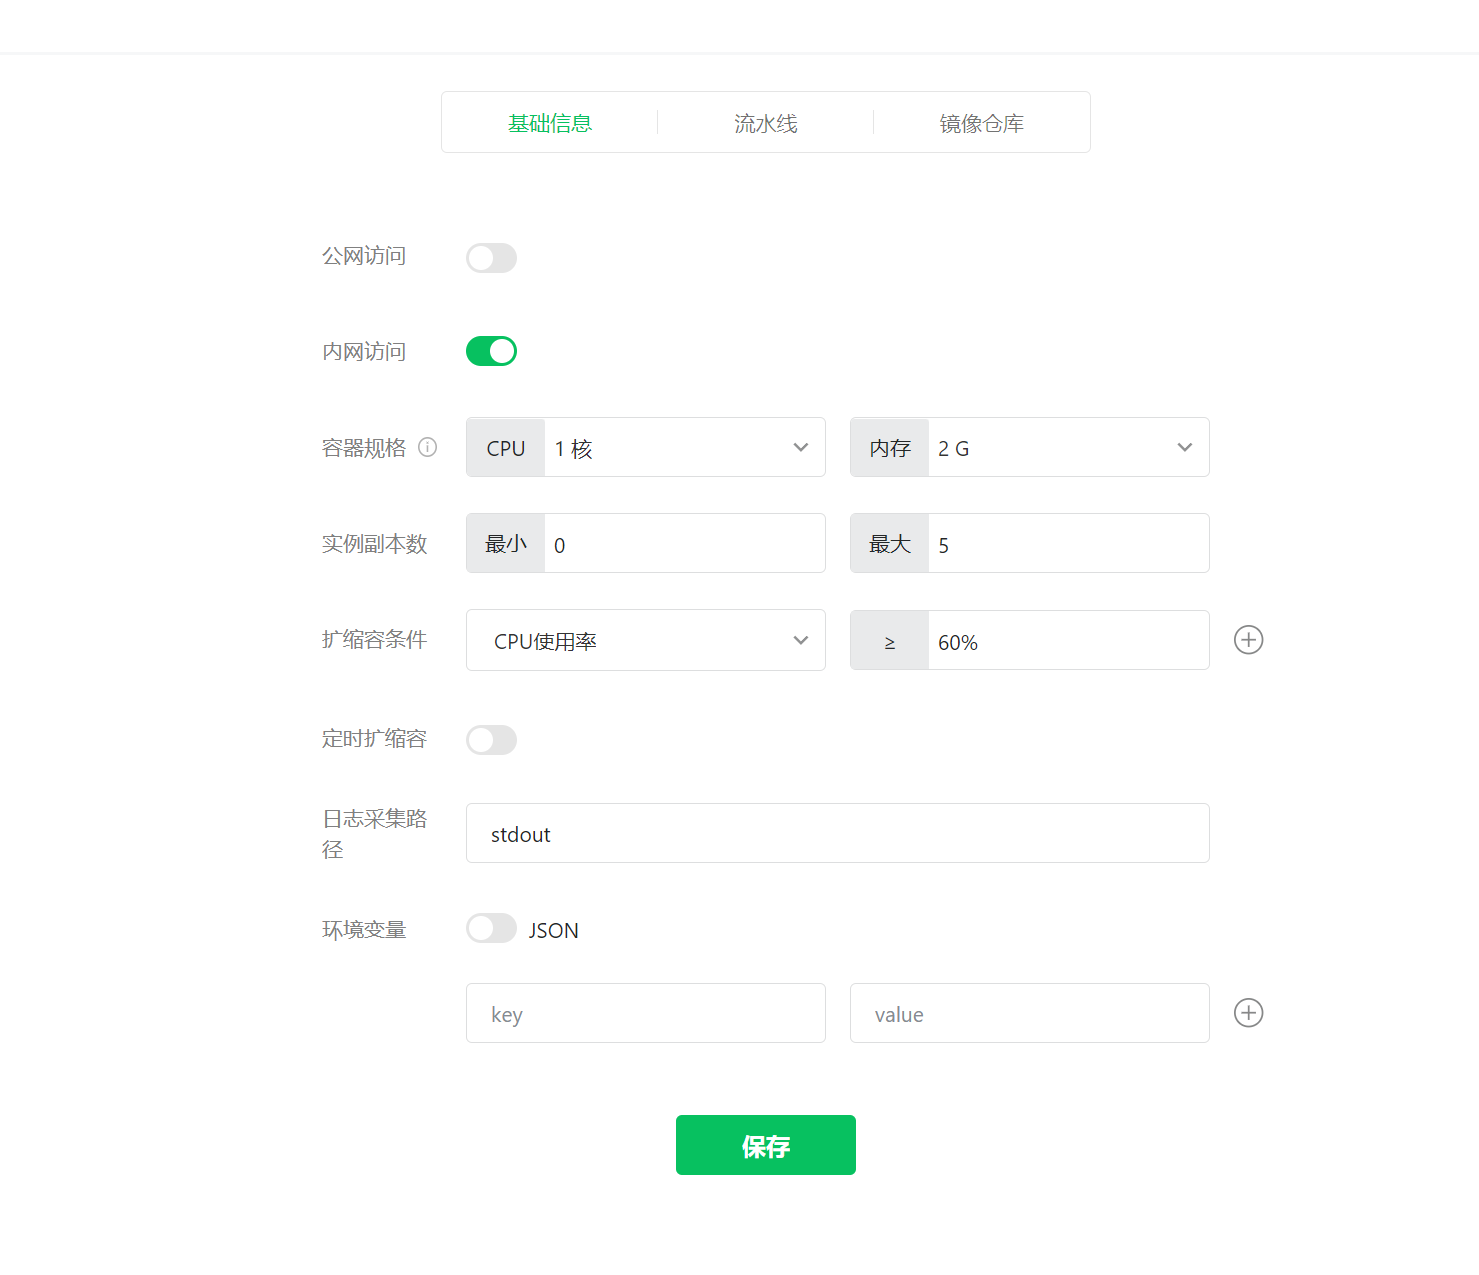 基础信息 流水线 镜像仓库
公网访问
内网访问
容器规格 CPU 1 核 内存 2 G
实例副本数 最小 0 最大 5
扩缩容条件 CPU使用率 ≥ 60%
定时扩缩容
日志采集路
径
stdout
环境变量 JSON
key value
保存